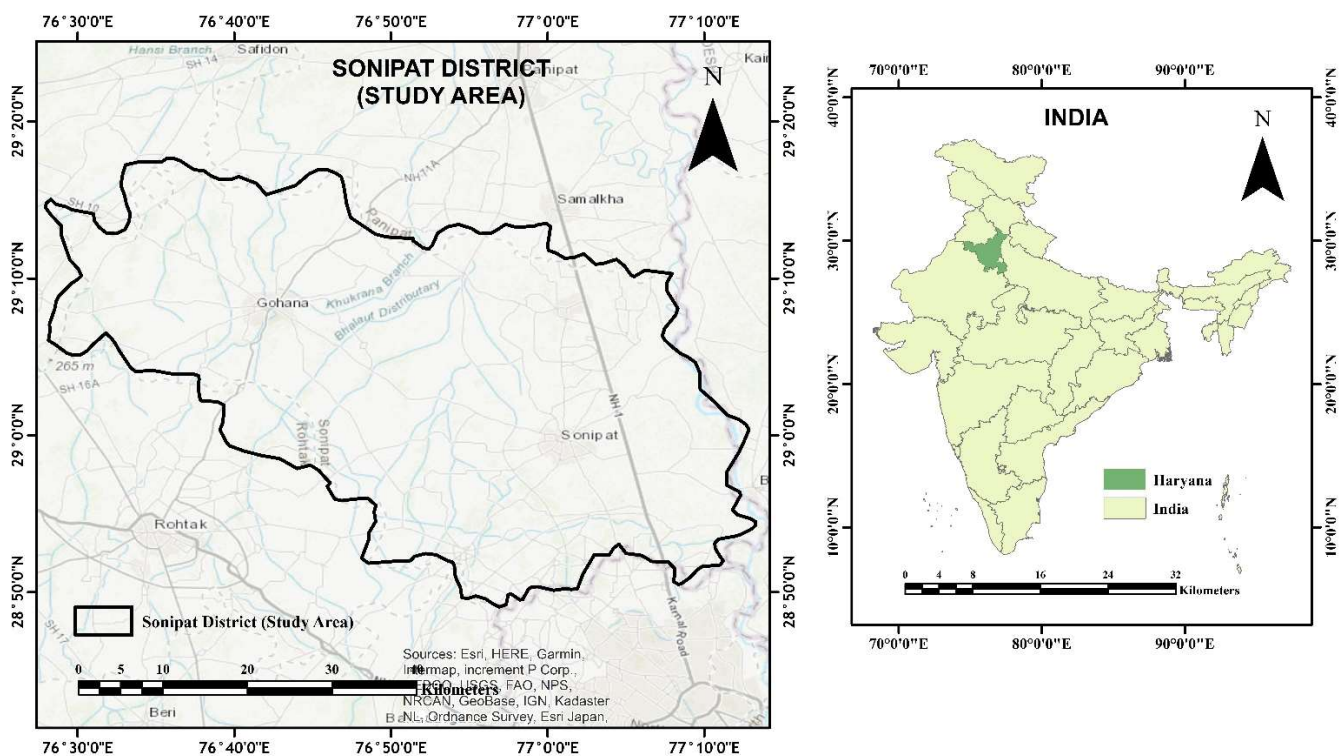 76°30'0"E 76°40'0"E 76°50'0"E 77°0'0"E 77°10'0"E
Hansi Branch
Safidon
SH 14
SONIPAT DISTRICT
(STUDY AREA)
N
29°20'0"N
29°20'0"N
NH 11A
SH 10
Samalkha
Panipat
29°10'0"N
29°10'0"N
Gohana
Khukrana Branch
Bhalaut Distributary
265 m
SH 16A
NH-1
29°0'0"N
29°0'0"N
Sonipat
Rohtak
Sonipat
Rohtak
28°50'0"N
28°50'0"N
Karnal Road
SH17
Sonipat District (Study Area)
0 5 10 20 30 40
Kilometers
Sources: Esri, HERE, Garmin,
Intermap, increment P Corp.,
USGS, FAO, NPS,
NRCAN, GeoBase, IGN, Kadaster
NL, Ordnance Survey, Esri Japan,
Beri
76°30'0"E 76°40'0"E 76°50'0"E 77°0'0"E 77°10'0"E
70°0'0"E 80°0'0"E 90°0'0"E
40°0'0"N
40°0'0"N
INDIA
N
30°0'0"N
30°0'0"N
20°0'0"N
20°0'0"N
Haryana
India
10°0'0"N
10°0'0"N
0 2 4 6 8 16 24 32
Kilometers
70°0'0"E 80°0'0"E 90°0'0"E